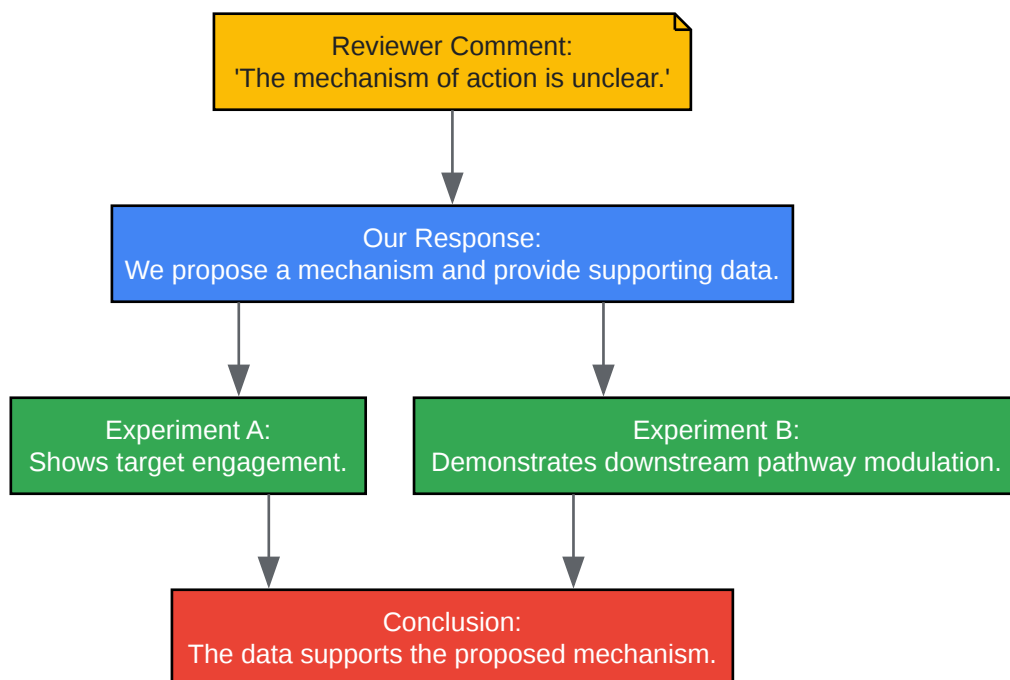 Reviewer Comment:
'The mechanism of action is unclear.'
Our Response:
We propose a mechanism and provide supporting data.
Experiment A:
Shows target engagement.
Experiment B:
Demonstrates downstream pathway modulation.
Conclusion:
The data supports the proposed mechanism.